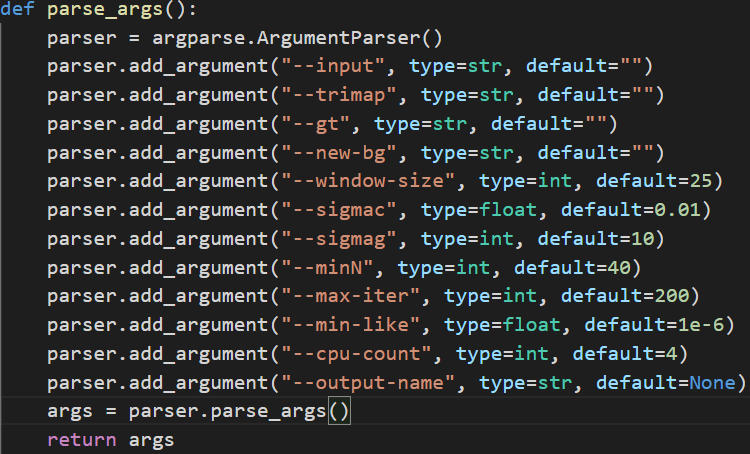 def parse_args():
    parser = argparse.ArgumentParser()
    parser.add_argument("--input", type=str, default="")
    parser.add_argument("--trimap", type=str, default="")
    parser.add_argument("--gt", type=str, default="")
    parser.add_argument("--new-bg", type=str, default="")
    parser.add_argument("--window-size", type=int, default=25)
    parser.add_argument("--sigmac", type=float, default=0.01)
    parser.add_argument("--sigmag", type=int, default=10)
    parser.add_argument("--minN", type=int, default=40)
    parser.add_argument("--max-iter", type=int, default=200)
    parser.add_argument("--min-like", type=float, default=1e-6)
    parser.add_argument("--cpu-count", type=int, default=4)
    parser.add_argument("--output-name", type=str, default=None)
    args = parser.parse_args()
    return args